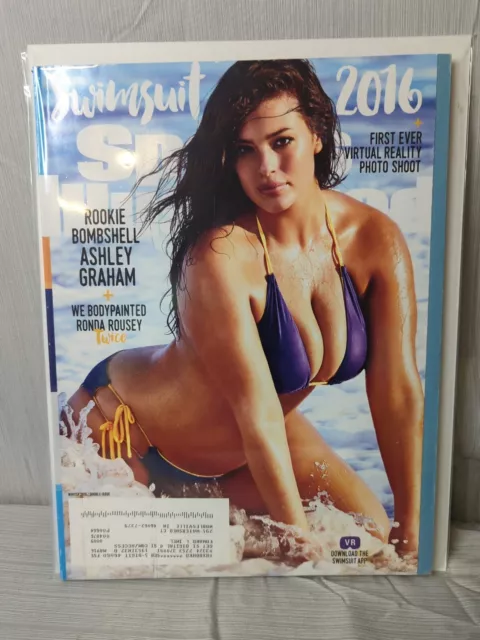 Swimsuit 2016
+
FIRST EVER
VIRTUAL REALITY
PHOTO SHOOT
ROOKIE
BOMBSHELL
ASHLEY
GRAHAM
+
WE BODYPAINTED
RONDA ROUSEY
Twice
VR
DOWNLOAD THE
SWIMSUIT APP